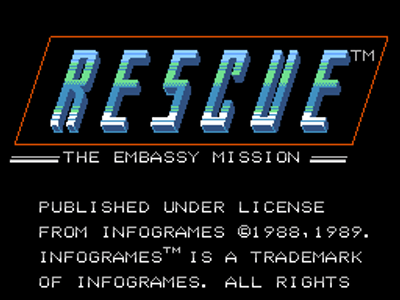 RESCUE™
THE EMBASSY MISSION
PUBLISHED UNDER LICENSE
FROM INFOGRAMES ©1988,1989.
INFOGRAMES™ IS A TRADEMARK
OF INFOGRAMES. ALL RIGHTS